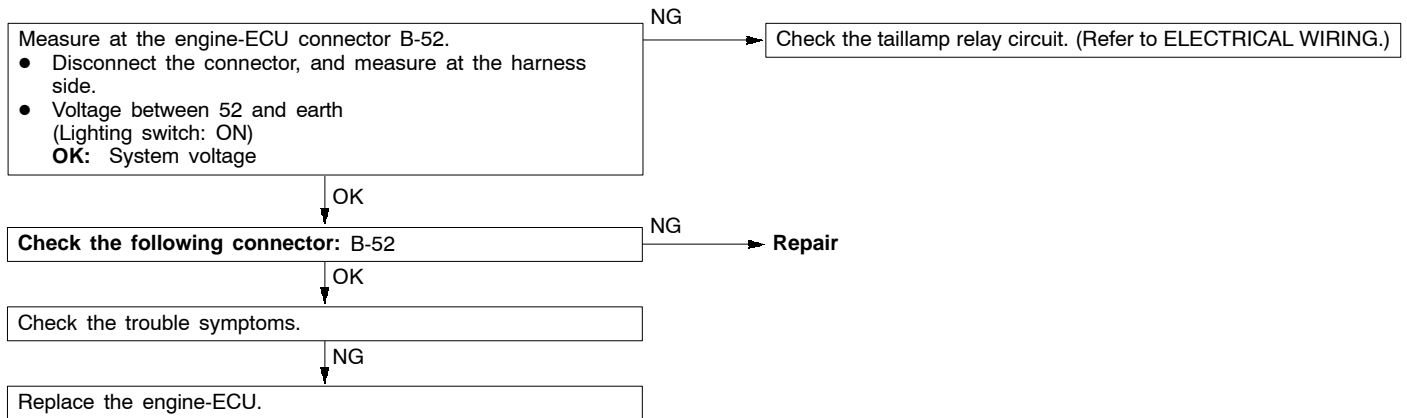 NG
Measure at the engine-ECU connector B-52.
● Disconnect the connector, and measure at the harness
side.
● Voltage between 52 and earth
(Lighting switch: ON)
OK: System voltage
Check the taillamp relay circuit. (Refer to ELECTRICAL WIRING.)
OK
NG
Check the following connector: B-52
Repair
OK
Check the trouble symptoms.
NG
Replace the engine-ECU.